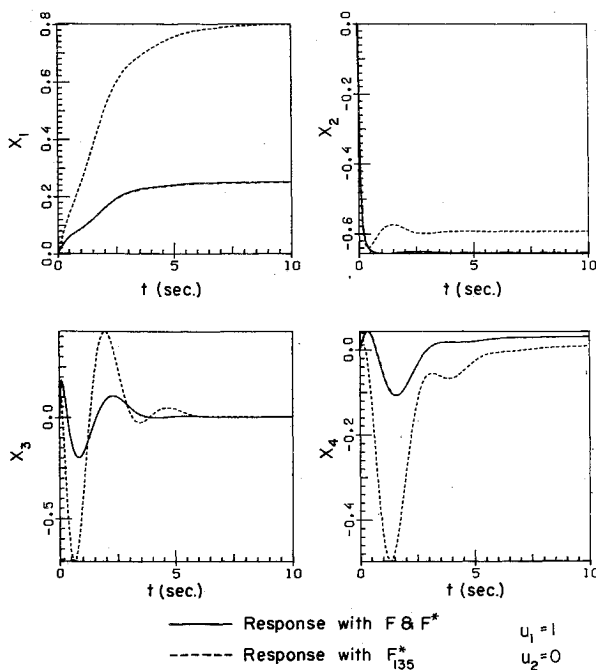 0.8
0.6
0.4
0.2
0.0
X1
0
5
10
t (sec.)
0.0
-0.2
-0.4
-0.6
X2
0
5
10
t (sec.)
0.0
-0.5
X3
0
5
10
t (sec.)
0.0
-0.2
-0.4
X4
0
5
10
t (sec.)
Response with F & F*
Response with F*135
u1 = 1
u2 = 0